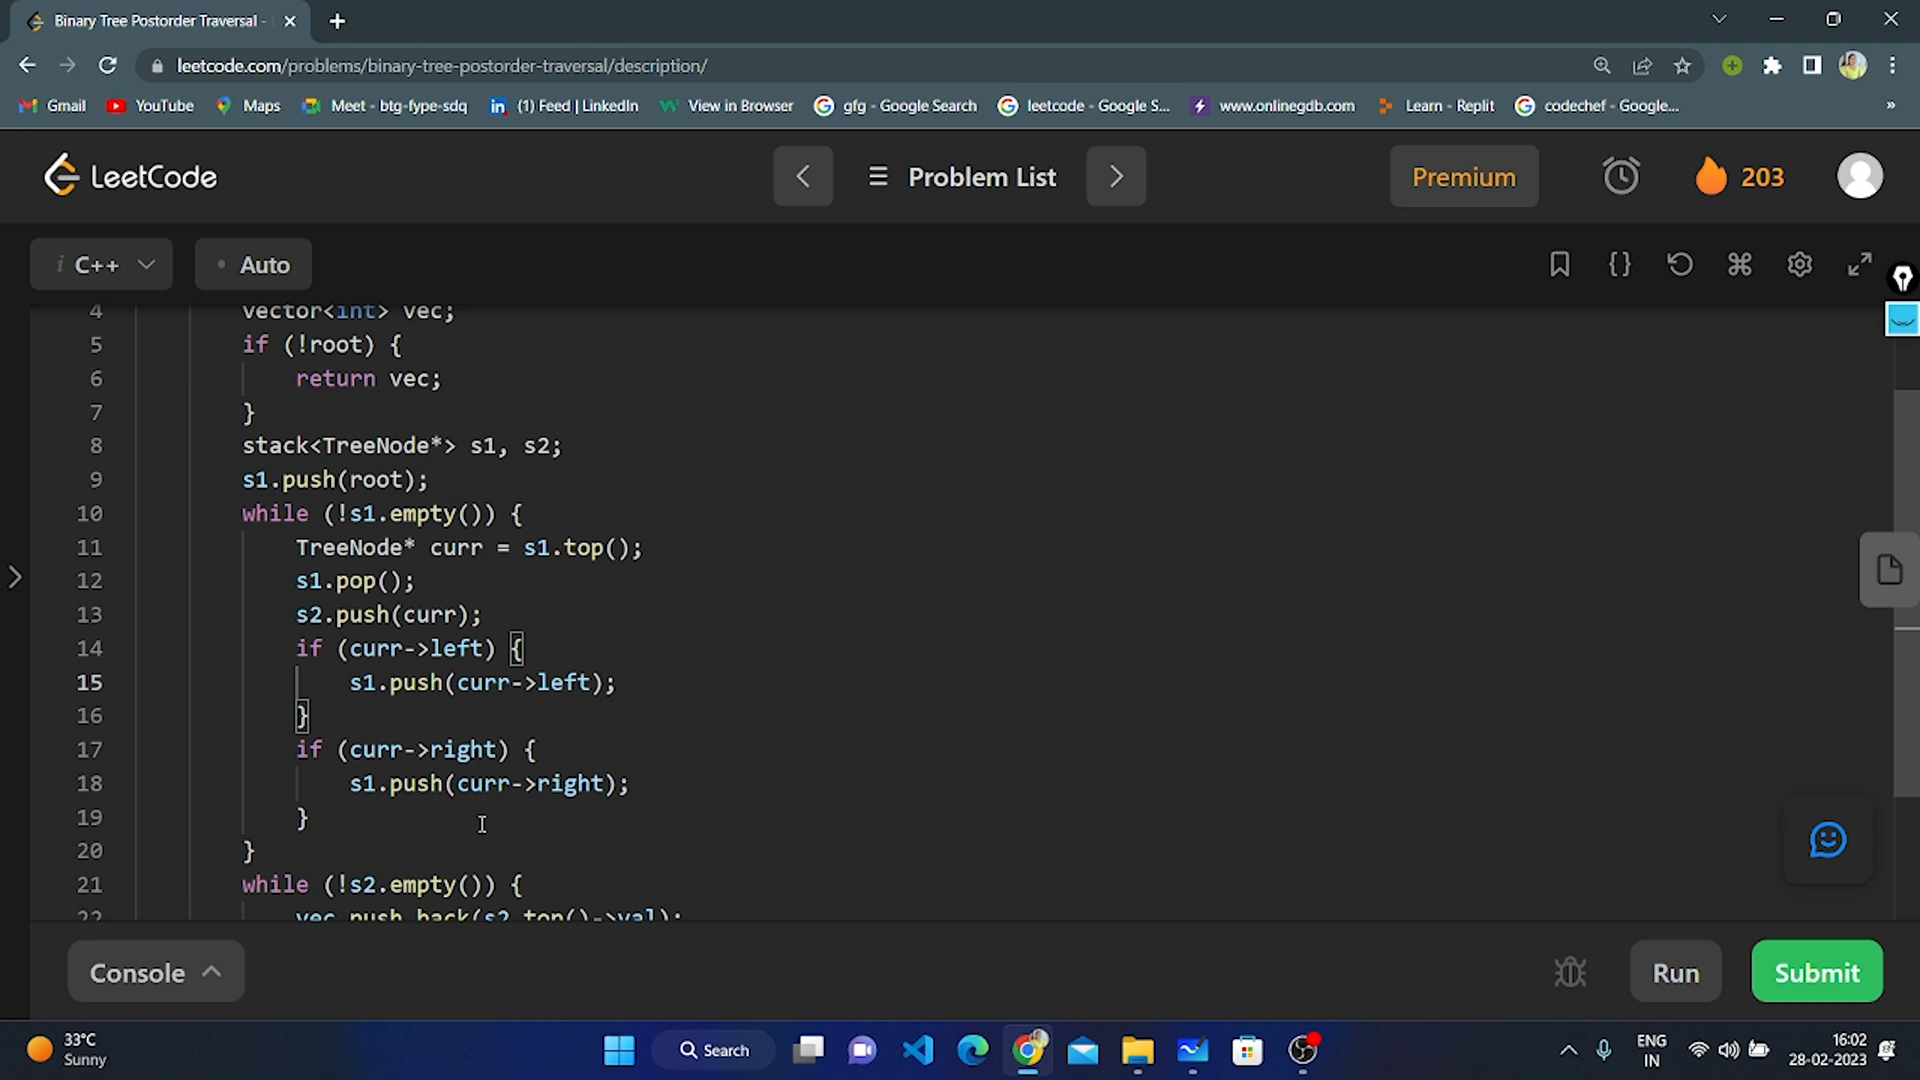 Binary Tree Postorder Traversal -
leetcode.com/problems/binary-tree-postorder-traversal/description/
Gmail YouTube Maps Meet - btg-fype-sdq (1) Feed | LinkedIn View in Browser gfg - Google Search leetcode - Google S... www.onlinegdb.com Learn - Replit codechef - Google... »
LeetCode Problem List Premium 203
i C++ Auto
4 vector<int> vec;
5 if (!root) {
6 return vec;
7 }
8 stack<TreeNode*> s1, s2;
9 s1.push(root);
10 while (!s1.empty()) {
11 TreeNode* curr = s1.top();
12 s1.pop();
13 s2.push(curr);
14 if (curr->left) {
15 s1.push(curr->left);
16 }
17 if (curr->right) {
18 s1.push(curr->right);
19 }
20 }
21 while (!s2.empty()) {
22 vec.push_back(s2.top()->val);
Console Run Submit
33°C
Sunny
Search
ENG
IN
16:02
28-02-2023